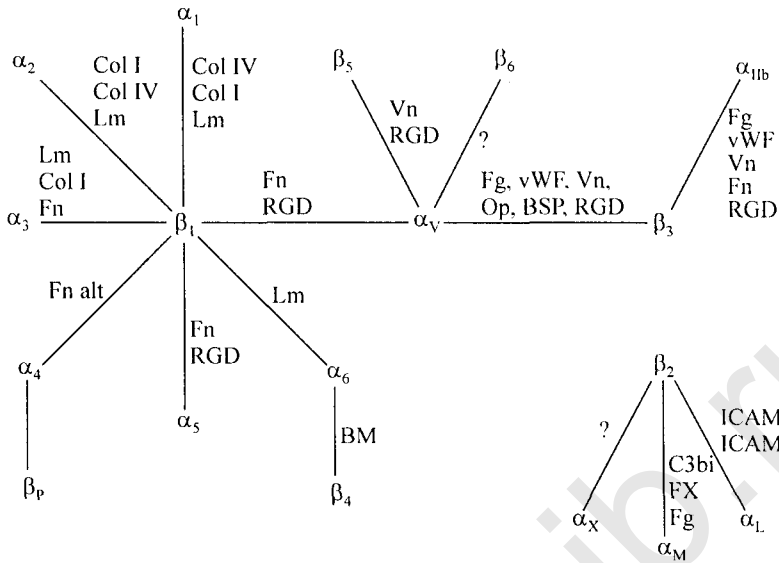 α1
α2
Col I
Col IV
Lm
Col IV
Col I
Lm
β5
β6
αIIb
Vn
RGD
?
Fg
vWF
Vn
Fn
RGD
Lm
Col I
Fn
Fn
RGD
Fg, vWF, Vn,
Op, BSP, RGD
α3
β1
αV
β3
Fn alt
Fn
RGD
Lm
α4
α5
α6
BM
βP
β4
β2
?
C3bi
FX
Fg
ICAM
ICAM
αX
αM
αL